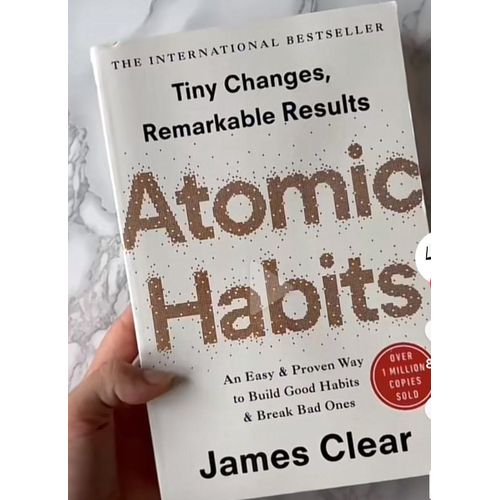 THE INTERNATIONAL BESTSELLER
Tiny Changes,
Remarkable Results
Atomic
Habits
An Easy & Proven Way
to Build Good Habits
& Break Bad Ones
OVER
1 MILLION
COPIES
SOLD
James Clear